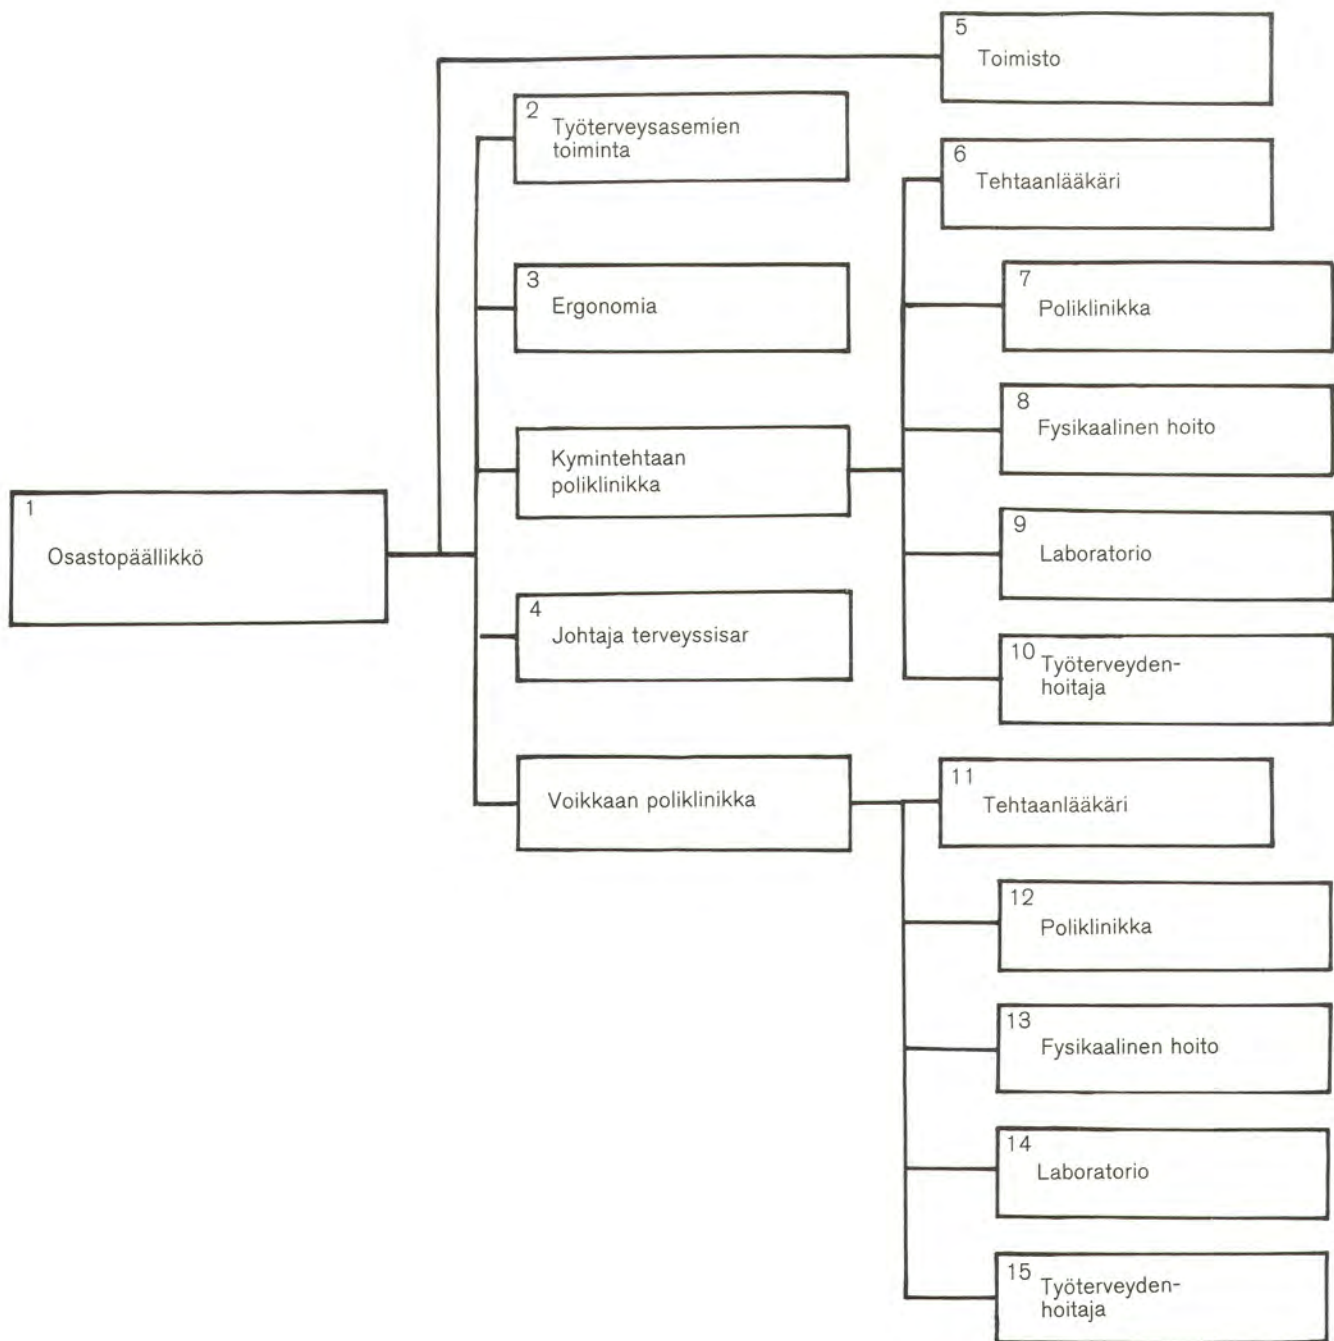 1
Osastopäällikkö
2
Työterveysasemien
toiminta
3
Ergonomia
Kymintehtaan
poliklinikka
4
Johtaja terveyssisar
Voikkaan poliklinikka
5
Toimisto
6
Tehtaanlääkäri
7
Poliklinikka
8
Fysikaalinen hoito
9
Laboratorio
10
Työterveyden-
hoitaja
11
Tehtaanlääkäri
12
Poliklinikka
13
Fysikaalinen hoito
14
Laboratorio
15
Työterveyden-
hoitaja